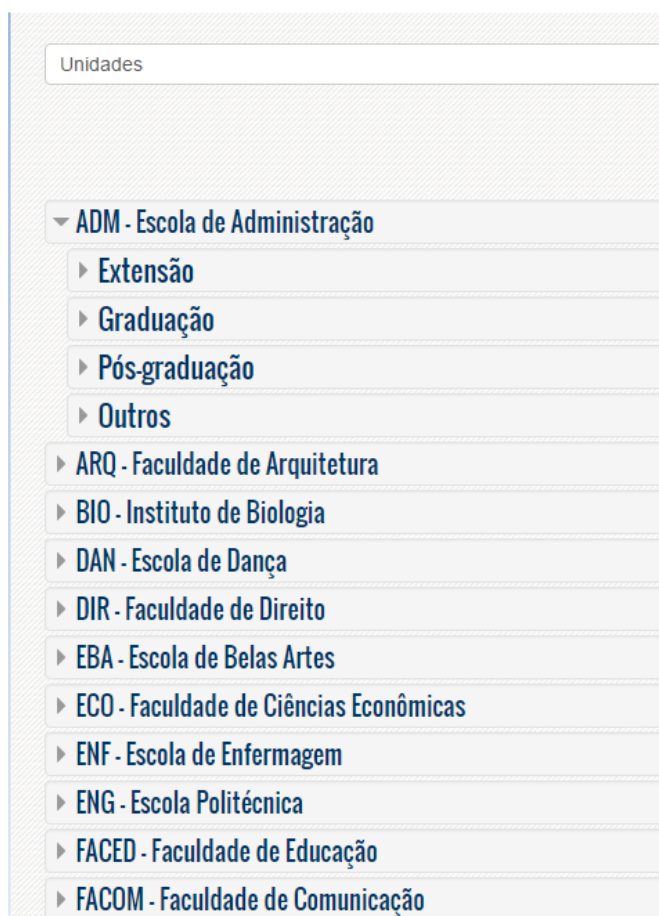 Unidades
ADM - Escola de Administração
Extensão
Graduação
Pós-graduação
Outros
ARQ - Faculdade de Arquitetura
BIO - Instituto de Biologia
DAN - Escola de Dança
DIR - Faculdade de Direito
EBA - Escola de Belas Artes
ECO - Faculdade de Ciências Econômicas
ENF - Escola de Enfermagem
ENG - Escola Politécnica
FACED - Faculdade de Educação
FACOM - Faculdade de Comunicação